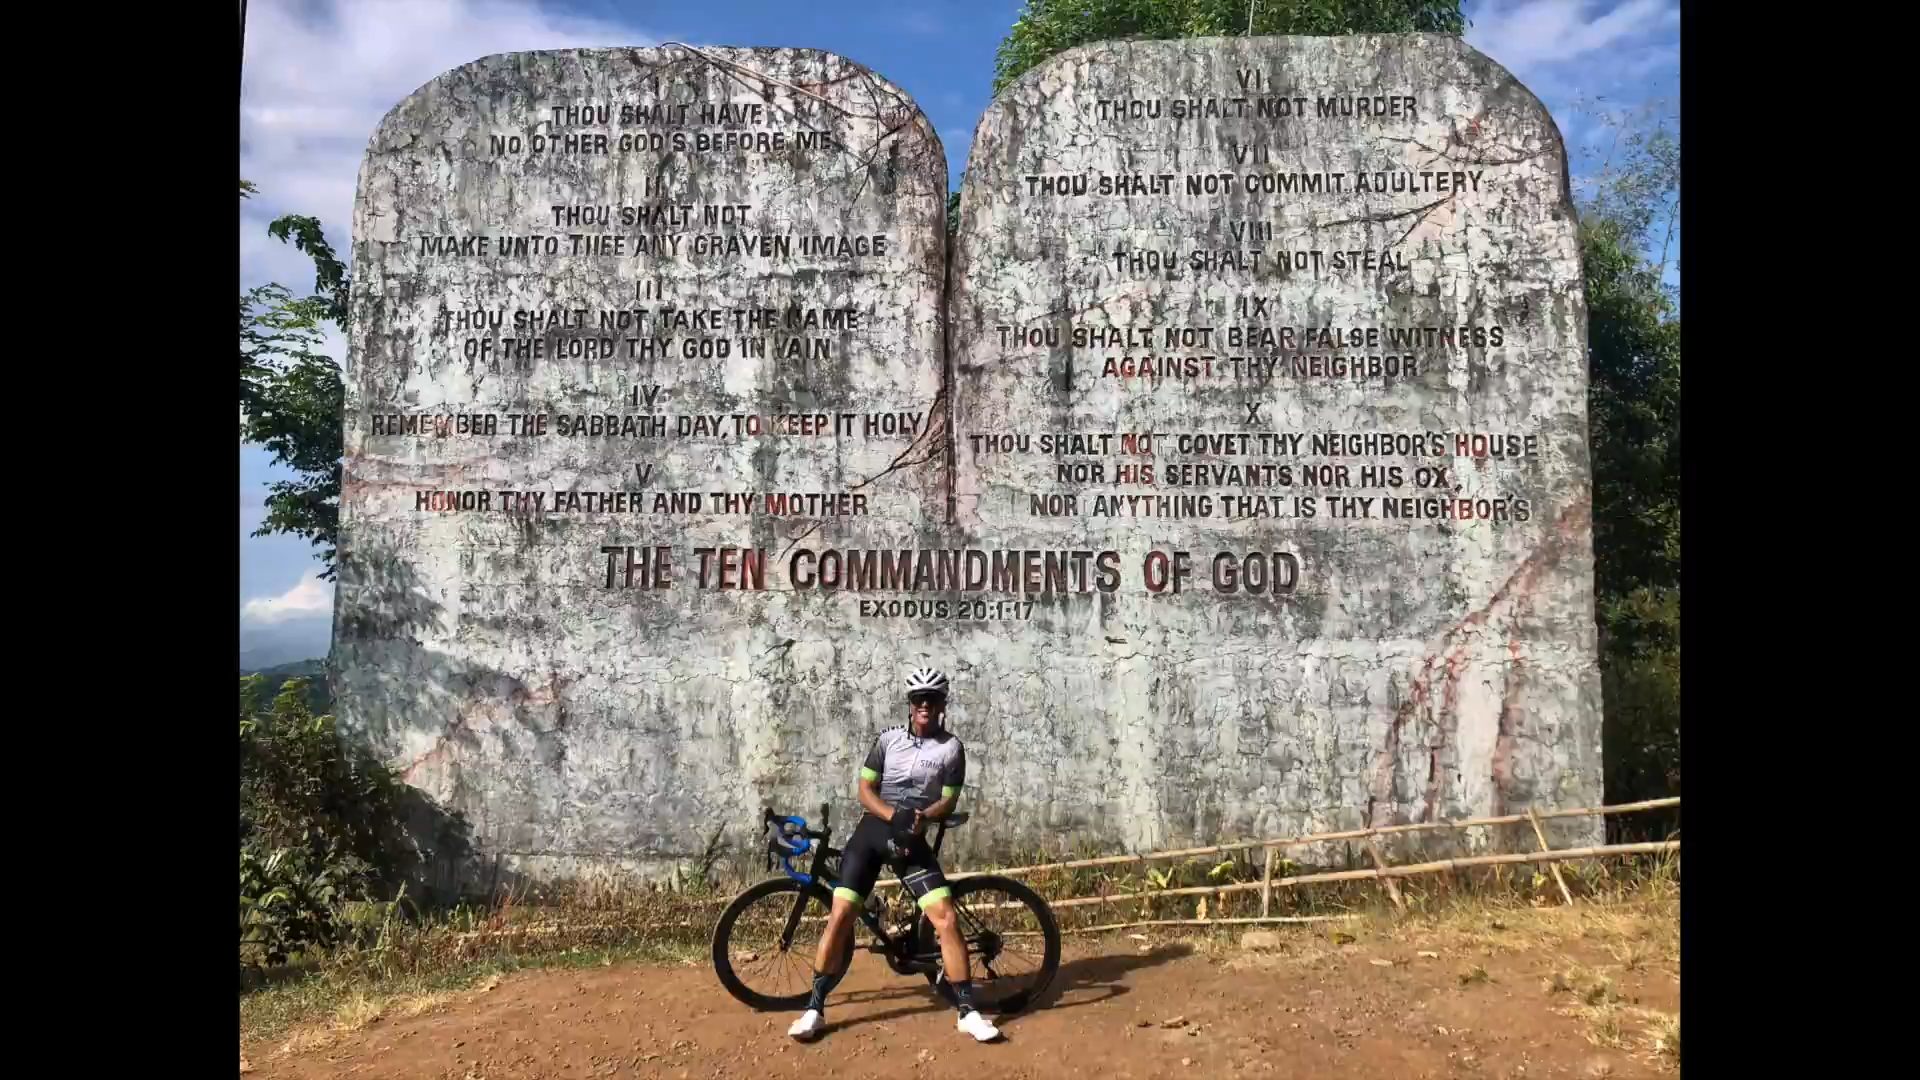 THOU SHALT HAVE
NO OTHER GOD'S BEFORE ME
II
THOU SHALT NOT
MAKE UNTO THEE ANY GRAVEN IMAGE
III
THOU SHALT NOT TAKE THE NAME
OF THE LORD THY GOD IN VAIN
IV
REMEMBER THE SABBATH DAY, TO KEEP IT HOLY
V
HONOR THY FATHER AND THY MOTHER
VI
THOU SHALT NOT MURDER
VII
THOU SHALT NOT COMMIT ADULTERY
VIII
THOU SHALT NOT STEAL
IX
THOU SHALT NOT BEAR FALSE WITNESS
AGAINST THY NEIGHBOR
X
THOU SHALT NOT COVET THY NEIGHBOR'S HOUSE
NOR HIS SERVANTS NOR HIS OX,
NOR ANYTHING THAT IS THY NEIGHBOR'S
THE TEN COMMANDMENTS OF GOD
EXODUS 20:1-17